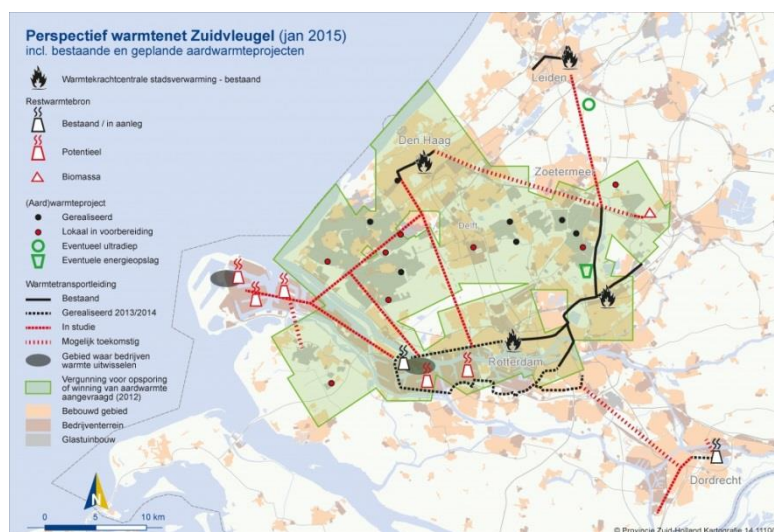 Perspectief warmtenet Zuidvleugel (jan 2015)
incl. bestaande en geplande aardwarmteprojecten
Warmtekrachtcentrale stadsverwarming - bestaand
Restwarmtebron
Bestaand / in aanleg
Potentieel
Biomassa
(Aard)warmteproject
Gerealiseerd
Lokaal in voorbereiding
Eventueel ultradiep
Eventuele energieopslag
Warmtetransportleiding
Bestaand
Gerealiseerd 2013/2014
In studie
Mogelijk toekomstig
Gebied waar bedrijven
warmte uitwisselen
Vergunning voor opsporing
of winning van aardwarmte
aangevraagd (2012)
Bebouwd gebied
Bedrijventerrein
Glastuinbouw
N
0 5 10 km
Leiden
Den Haag
Zoetermeer
Delft
Rotterdam
Dordrecht
© Provincie Zuid-Holland Kartografie